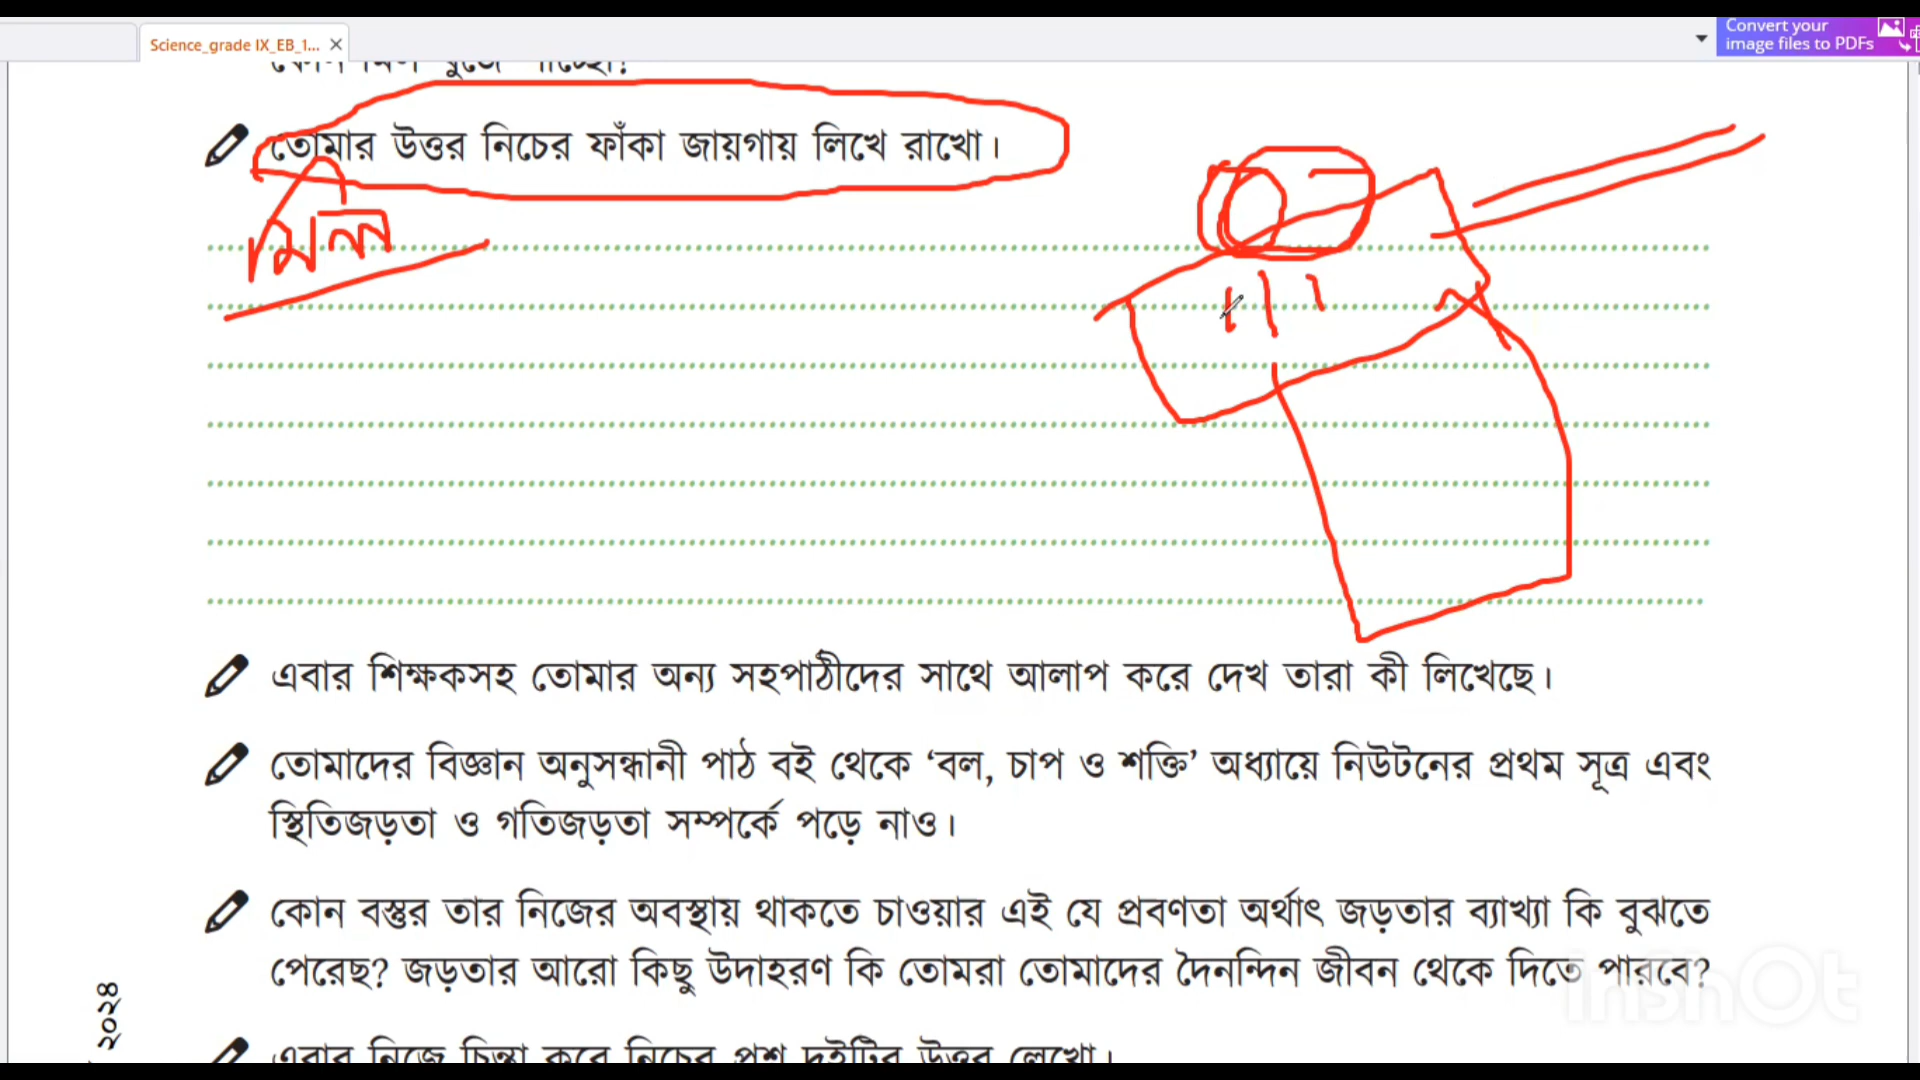 Science_grade IX_EB_1...
Convert your
image files to PDFs
তোমার উত্তর নিচের ফাঁকা জায়গায় লিখে রাখো।
মিল
এবার শিক্ষকসহ তোমার অন্য সহপাঠীদের সাথে আলাপ করে দেখ তারা কী লিখেছে।
তোমাদের বিজ্ঞান অনুসন্ধানী পাঠ বই থেকে ‘বল, চাপ ও শক্তি’ অধ্যায়ে নিউটনের প্রথম সূত্র এবং
স্থিতিজড়তা ও গতিজড়তা সম্পর্কে পড়ে নাও।
কোন বস্তুর তার নিজের অবস্থায় থাকতে চাওয়ার এই যে প্রবণতা অর্থাৎ জড়তার ব্যাখ্যা কি বুঝতে
পেরেছ? জড়তার আরো কিছু উদাহরণ কি তোমরা তোমাদের দৈনন্দিন জীবন থেকে দিতে পারবে?
২০২৪
এবার নিজে চিন্তা করে নিচের প্রশ্ন দুইটির উত্তর লেখো।
InShOt